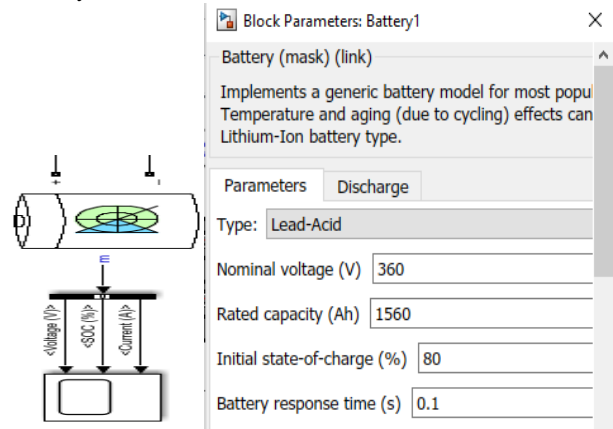 Block Parameters: Battery1
Battery (mask) (link)
Implements a generic battery model for most popul
Temperature and aging (due to cycling) effects can
Lithium-Ion battery type.
Parameters Discharge
Type: Lead-Acid
Nominal voltage (V) 360
Rated capacity (Ah) 1560
Initial state-of-charge (%) 80
Battery response time (s) 0.1
+ -
m
<Voltage (V)>
<SOC (%)>
<Current (A)>